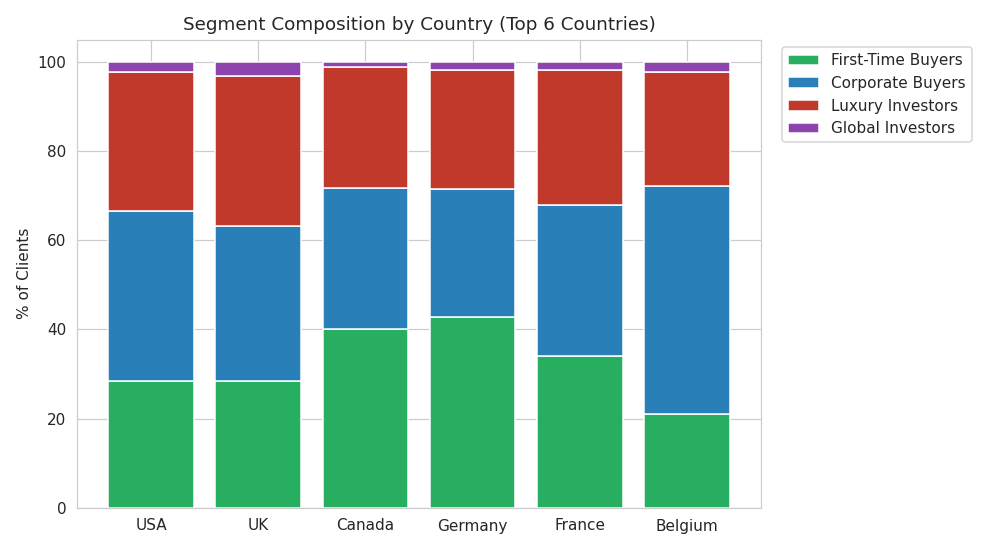 Segment Composition by Country (Top 6 Countries)
% of Clients
100
80
60
40
20
0
USA UK Canada Germany France Belgium
First-Time Buyers
Corporate Buyers
Luxury Investors
Global Investors